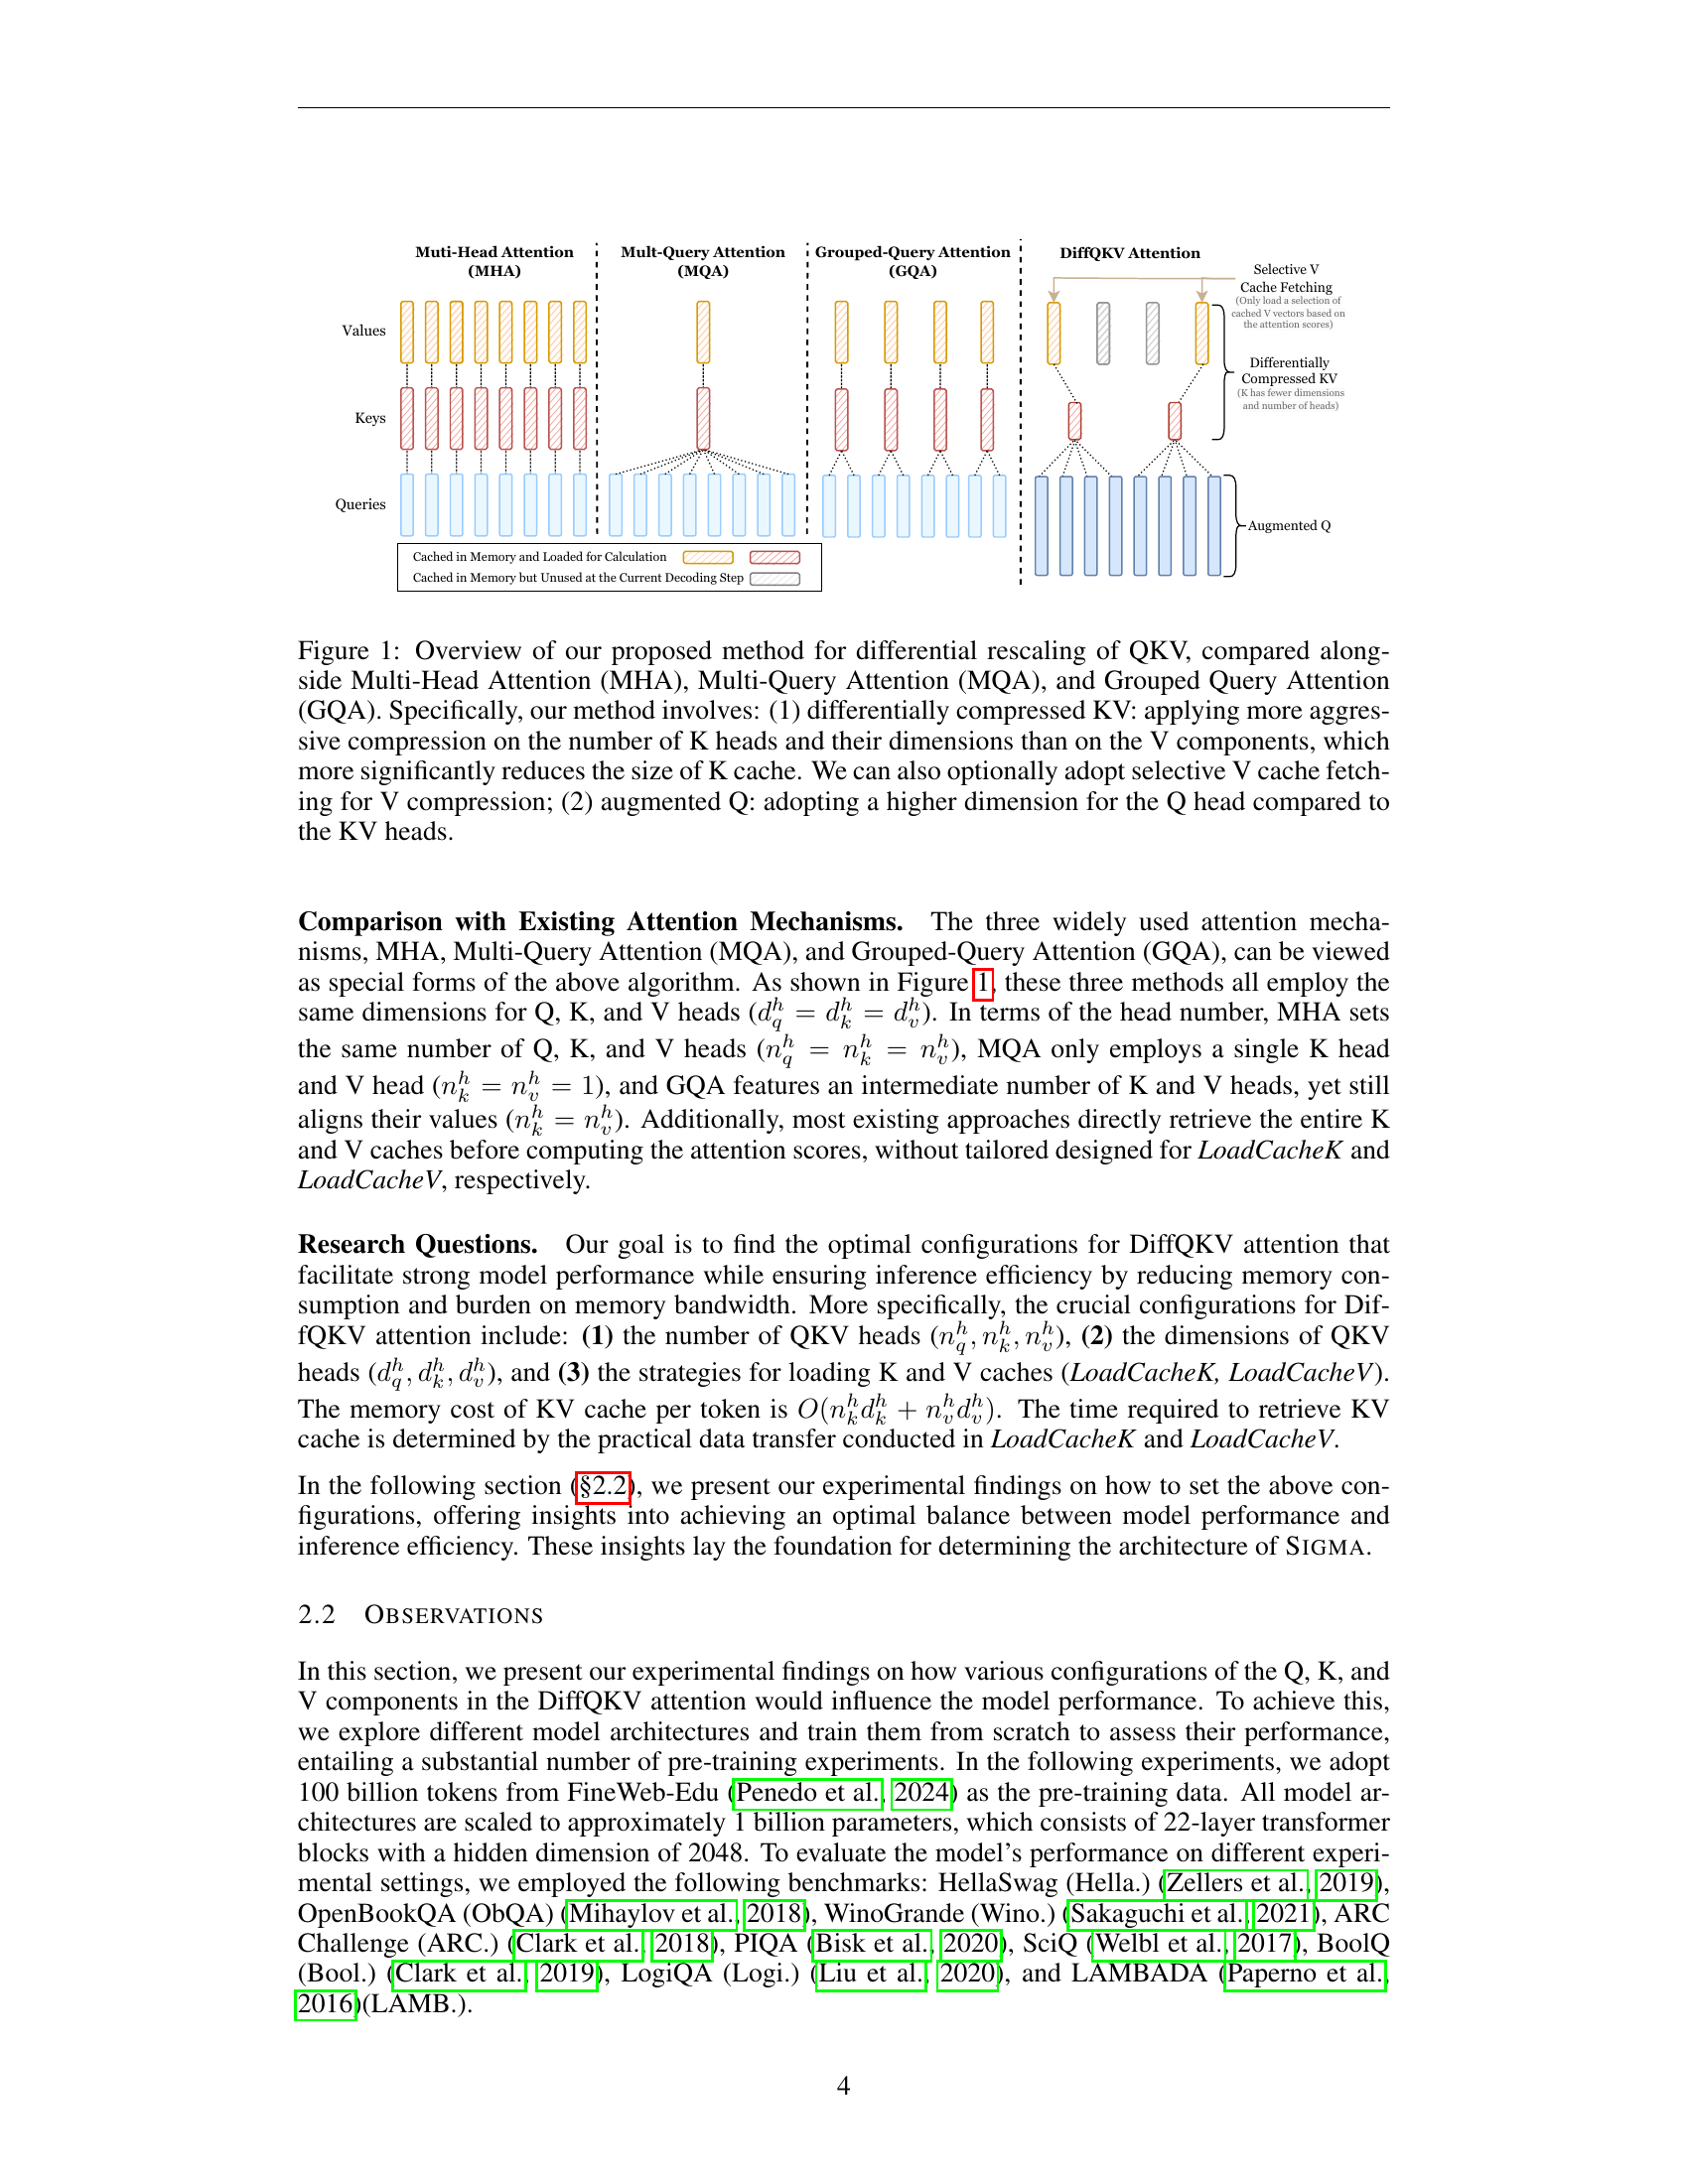 Muti-Head Attention
(MHA)
Mult-Query Attention
(MQA)
Grouped-Query Attention
(GQA)
DiffQKV Attention
Selective V
Cache Fetching
(Only load a selection of
cached V vectors based on
the attention scores)
Values
Differentially
Compressed KV
(K has fewer dimensions
and number of heads)
Keys
Queries
Augmented Q
Cached in Memory and Loaded for Calculation
Cached in Memory but Unused at the Current Decoding Step
Figure 1: Overview of our proposed method for differential rescaling of QKV, compared along-
side Multi-Head Attention (MHA), Multi-Query Attention (MQA), and Grouped Query Attention
(GQA). Specifically, our method involves: (1) differentially compressed KV: applying more aggres-
sive compression on the number of K heads and their dimensions than on the V components, which
more significantly reduces the size of K cache. We can also optionally adopt selective V cache fetch-
ing for V compression; (2) augmented Q: adopting a higher dimension for the Q head compared to
the KV heads.
Comparison with Existing Attention Mechanisms. The three widely used attention mecha-
nisms, MHA, Multi-Query Attention (MQA), and Grouped-Query Attention (GQA), can be viewed
as special forms of the above algorithm. As shown in Figure 1, these three methods all employ the
same dimensions for Q, K, and V heads ($d_q^h = d_k^h = d_v^h$). In terms of the head number, MHA sets
the same number of Q, K, and V heads ($n_q^h = n_k^h = n_v^h$), MQA only employs a single K head
and V head ($n_k^h = n_v^h = 1$), and GQA features an intermediate number of K and V heads, yet still
aligns their values ($n_k^h = n_v^h$). Additionally, most existing approaches directly retrieve the entire K
and V caches before computing the attention scores, without tailored designed for LoadCacheK and
LoadCacheV, respectively.
Research Questions. Our goal is to find the optimal configurations for DiffQKV attention that
facilitate strong model performance while ensuring inference efficiency by reducing memory con-
sumption and burden on memory bandwidth. More specifically, the crucial configurations for Dif-
fQKV attention include: (1) the number of QKV heads ($n_q^h, n_k^h, n_v^h$), (2) the dimensions of QKV
heads ($d_q^h, d_k^h, d_v^h$), and (3) the strategies for loading K and V caches (LoadCacheK, LoadCacheV).
The memory cost of KV cache per token is $O(n_k^h d_k^h + n_v^h d_v^h)$. The time required to retrieve KV
cache is determined by the practical data transfer conducted in LoadCacheK and LoadCacheV.
In the following section (§2.2), we present our experimental findings on how to set the above con-
figurations, offering insights into achieving an optimal balance between model performance and
inference efficiency. These insights lay the foundation for determining the architecture of SIGMA.
2.2 OBSERVATIONS
In this section, we present our experimental findings on how various configurations of the Q, K, and
V components in the DiffQKV attention would influence the model performance. To achieve this,
we explore different model architectures and train them from scratch to assess their performance,
entailing a substantial number of pre-training experiments. In the following experiments, we adopt
100 billion tokens from FineWeb-Edu (Penedo et al., 2024) as the pre-training data. All model ar-
chitectures are scaled to approximately 1 billion parameters, which consists of 22-layer transformer
blocks with a hidden dimension of 2048. To evaluate the model's performance on different experi-
mental settings, we employed the following benchmarks: HellaSwag (Hella.) (Zellers et al., 2019),
OpenBookQA (ObQA) (Mihaylov et al., 2018), WinoGrande (Wino.) (Sakaguchi et al., 2021), ARC
Challenge (ARC.) (Clark et al., 2018), PIQA (Bisk et al., 2020), SciQ (Welbl et al., 2017), BoolQ
(Bool.) (Clark et al., 2019), LogiQA (Logi.) (Liu et al., 2020), and LAMBADA (Paperno et al.,
2016)(LAMB.).
4